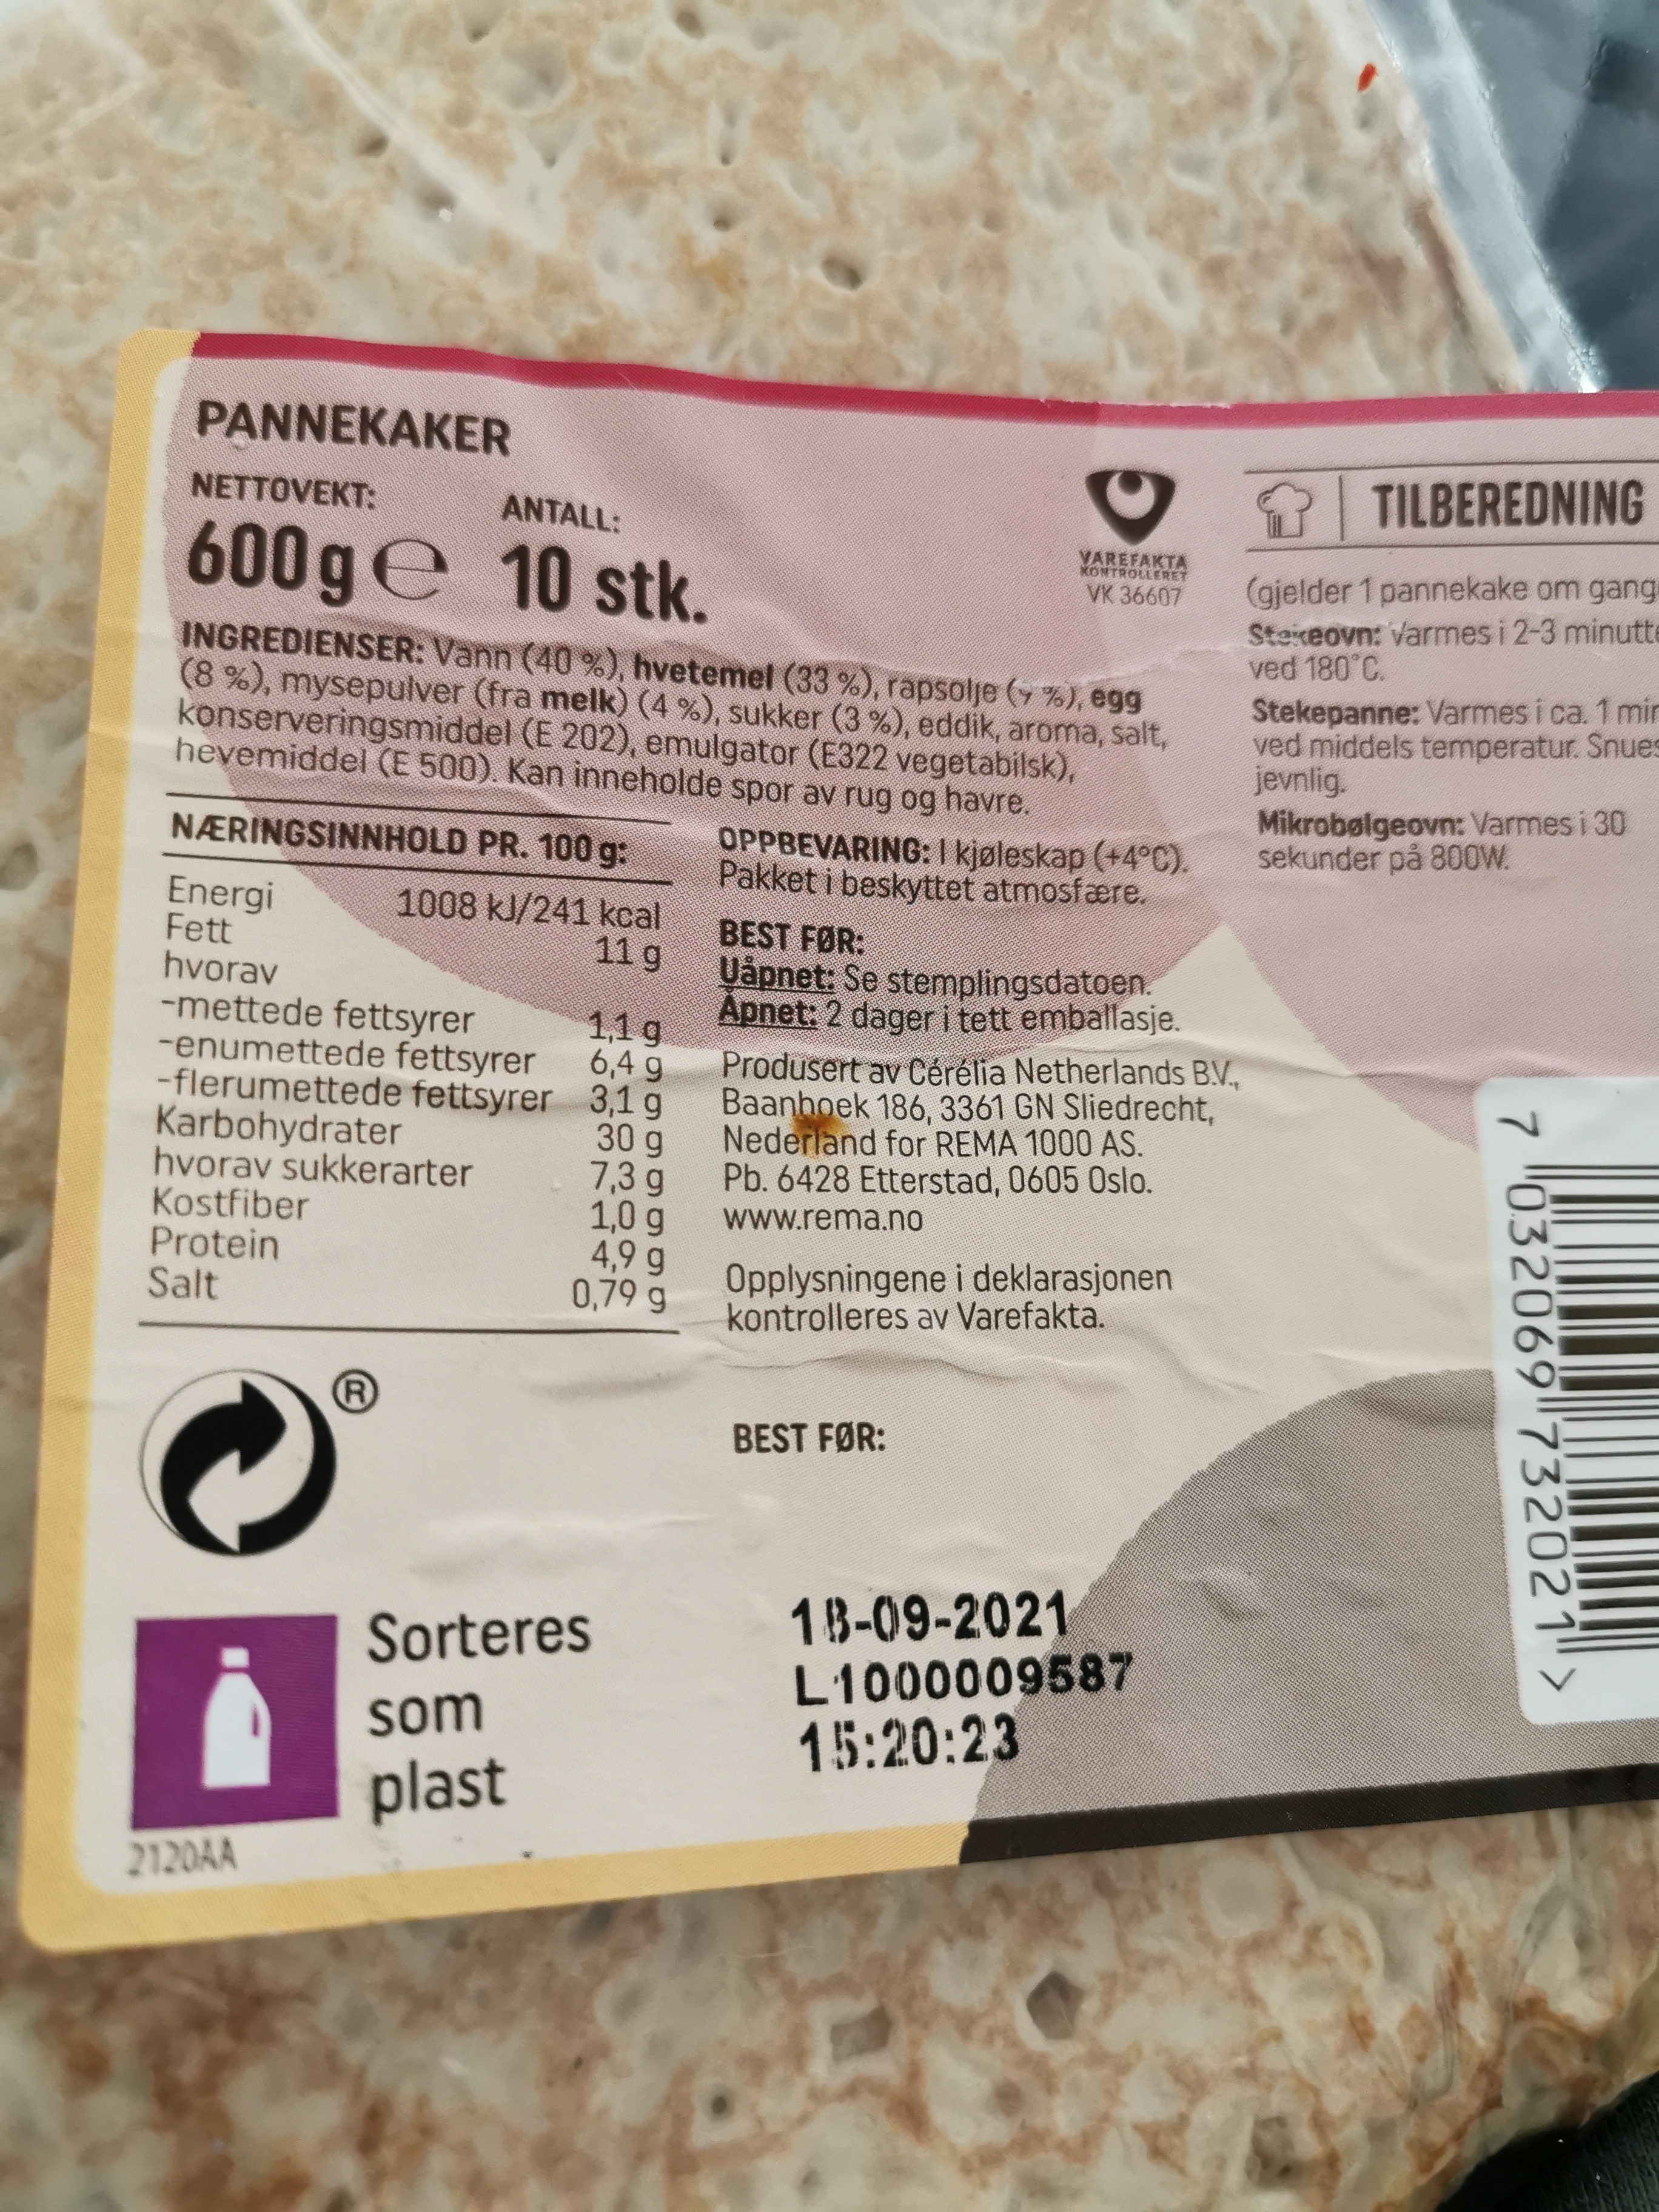 PANNEKAKER
NETTOVEKT:
600g e
ANTALL:
10 stk.
INGREDIENSER: Vann (40 %), hvetemel (33 %), rapsolje ( %), egg
(8 %), mysepulver (fra melk) (4 %), sukker (3 %), eddik, aroma, salt,
konserveringsmiddel (E 202), emulgator (E322 vegetabilsk),
hevemiddel (E 500). Kan inneholde spor av rug og havre.
NÆRINGSINNHOLD PR. 100 g:
Energi 1008 kJ/241 kcal
Fett 11 g
hvorav
-mettede fettsyrer 1,1 g
-enumettede fettsyrer 6,4 g
-flerumettede fettsyrer 3,1 g
Karbohydrater 30 g
hvorav sukkerarter 7,3 g
Kostfiber 1,0 g
Protein 4,9 g
Salt 0,79 g
OPPBEVARING: I kjøleskap (+4°C).
Pakket i beskyttet atmosfære.
BEST FØR:
Uåpnet: Se stemplingsdatoen.
Åpnet: 2 dager i tett emballasje.
Produsert av Cérélia Netherlands B.V.,
Baanhoek 186, 3361 GN Sliedrecht,
Nederland for REMA 1000 AS.
Pb. 6428 Etterstad, 0605 Oslo.
www.rema.no
Opplysningene i deklarasjonen
kontrolleres av Varefakta.
VAREFAKTA
KONTROLLERET
VK 36607
TILBEREDNING
(gjelder 1 pannekake om gang
Stekeovn: Varmes i 2-3 minutte
ved 180°C.
Stekepanne: Varmes i ca. 1 min
ved middels temperatur. Snues
jevnlig.
Mikrobølgeovn: Varmes i 30
sekunder på 800W.
®
Sorteres
som
plast
2120AA
BEST FØR:
18-09-2021
L1000009587
15:20:23
7 032069 732021 >